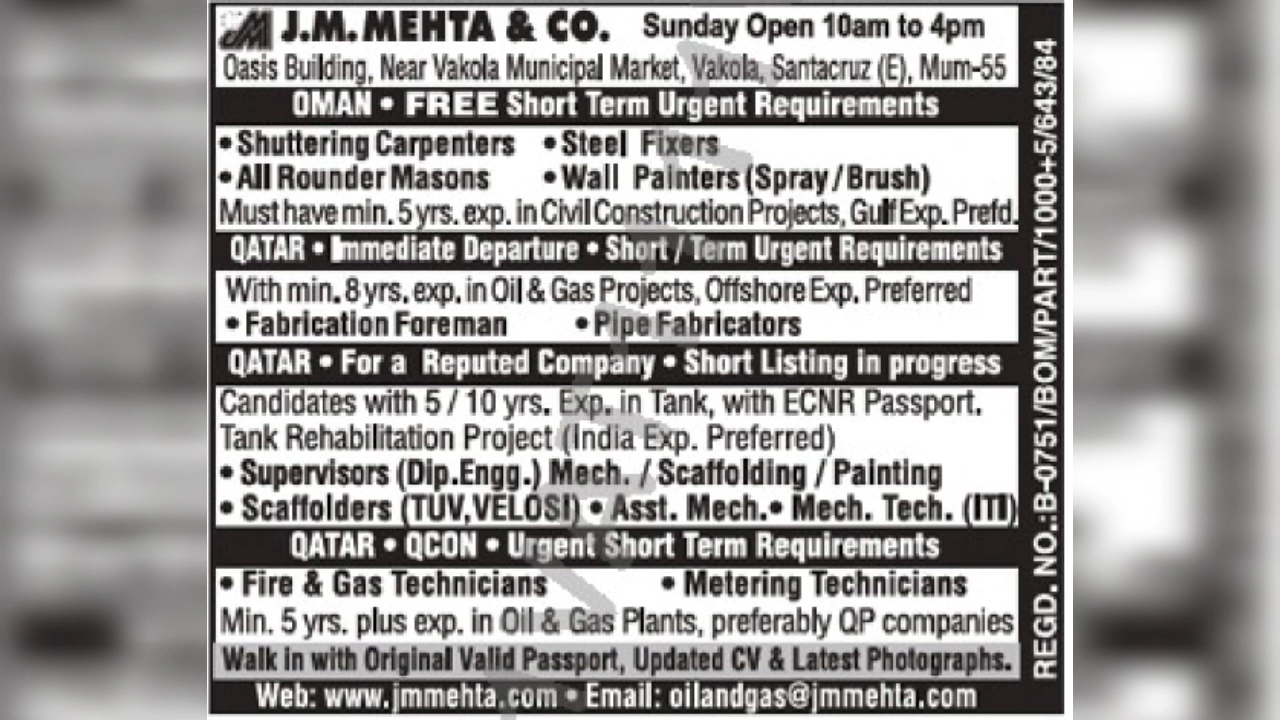 JM J.M. MEHTA & CO. Sunday Open 10am to 4pm
Oasis Building, Near Vakola Municipal Market, Vakola, Santacruz (E), Mum-55
OMAN • FREE Short Term Urgent Requirements
• Shuttering Carpenters • Steel Fixers
• All Rounder Masons • Wall Painters (Spray / Brush)
Must have min. 5 yrs. exp. in Civil Construction Projects, Gulf Exp. Prefd.
QATAR • Immediate Departure • Short / Term Urgent Requirements
With min. 8 yrs. exp. in Oil & Gas Projects, Offshore Exp. Preferred
• Fabrication Foreman • Pipe Fabricators
QATAR • For a Reputed Company • Short Listing in progress
Candidates with 5 / 10 yrs. Exp. in Tank, with ECNR Passport.
Tank Rehabilitation Project (India Exp. Preferred)
• Supervisors (Dip.Engg.) Mech. / Scaffolding / Painting
• Scaffolders (TUV,VELOSI) • Asst. Mech. • Mech. Tech. (ITI)
QATAR • QCON • Urgent Short Term Requirements
• Fire & Gas Technicians • Metering Technicians
Min. 5 yrs. plus exp. in Oil & Gas Plants, preferably QP companies
Walk in with Original Valid Passport, Updated CV & Latest Photographs.
Web: www.jmmehta.com • Email: oilandgas@jmmehta.com
REGD. NO.:B-0751/BOM/PART/1000+5/643/84